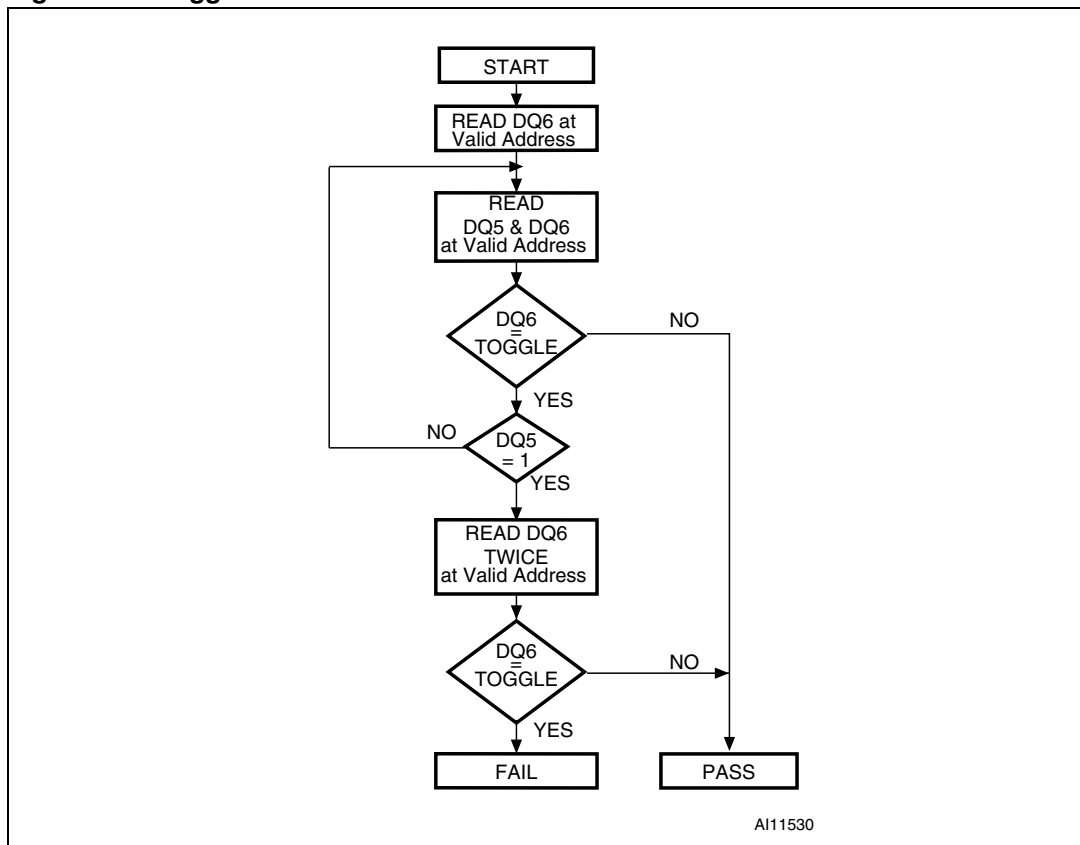 START
READ DQ6 at
Valid Address
READ
DQ5 & DQ6
at Valid Address
DQ6
=
TOGGLE
NO
YES
NO
DQ5
= 1
YES
READ DQ6
TWICE
at Valid Address
DQ6
=
TOGGLE
NO
YES
FAIL
PASS
AI11530